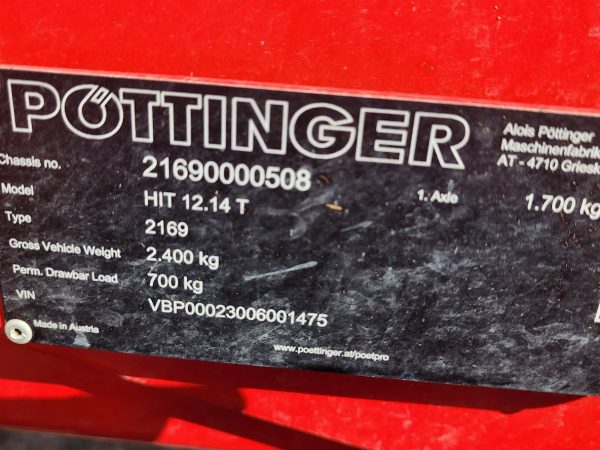 PÖTTINGER
Alois Pöttinger
Maschinenfabrik
AT - 4710 Griesk
Chassis no. 21690000508
1. Axle 1.700 kg
Model HIT 12.14 T
Type 2169
Gross Vehicle Weight 2.400 kg
Perm. Drawbar Load 700 kg
VIN VBP00023006001475
Made in Austria
www.poettinger.at/poetpro